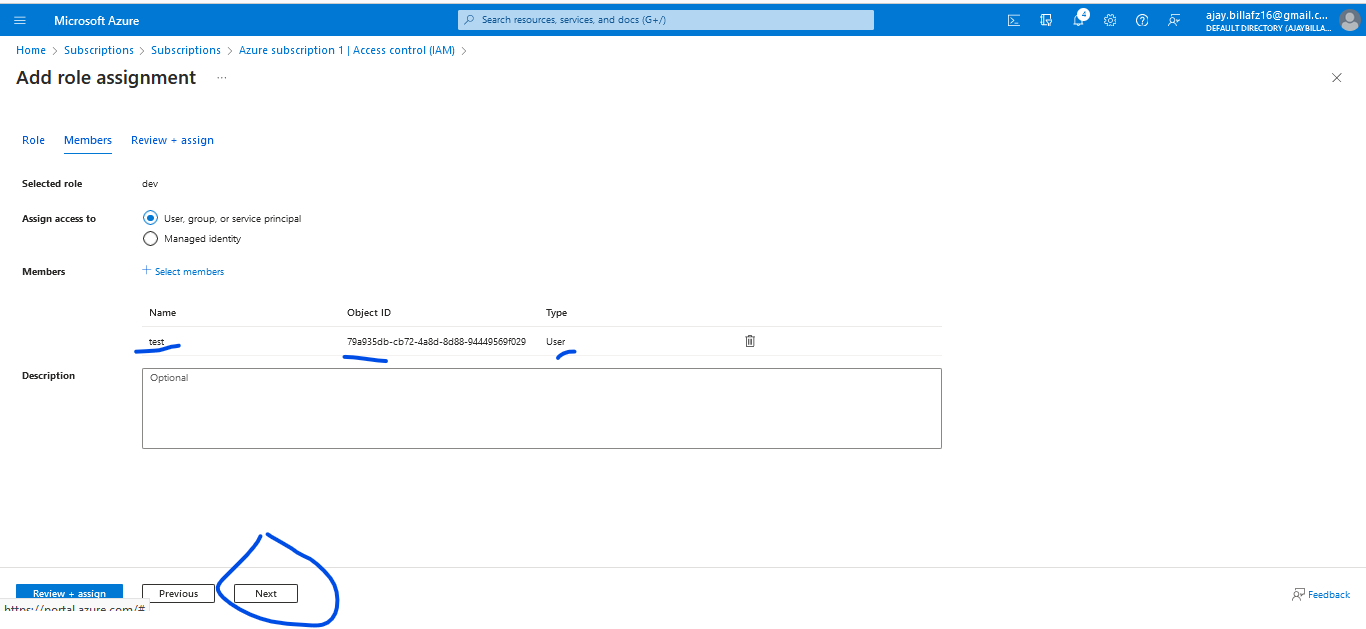 Microsoft Azure
Search resources, services, and docs (G+/)
4
ajay.billafz16@gmail.c...
DEFAULT DIRECTORY (AJAYBILLA...
Home > Subscriptions > Subscriptions > Azure subscription 1 | Access control (IAM) >
Add role assignment ...
Role Members Review + assign
Selected role dev
Assign access to User, group, or service principal
Managed identity
Members + Select members
Name Object ID Type
test 79a935db-cb72-4a8d-8d88-94449569f029 User
Description Optional
Review + assign Previous Next
Feedback
https://portal.azure.com/#